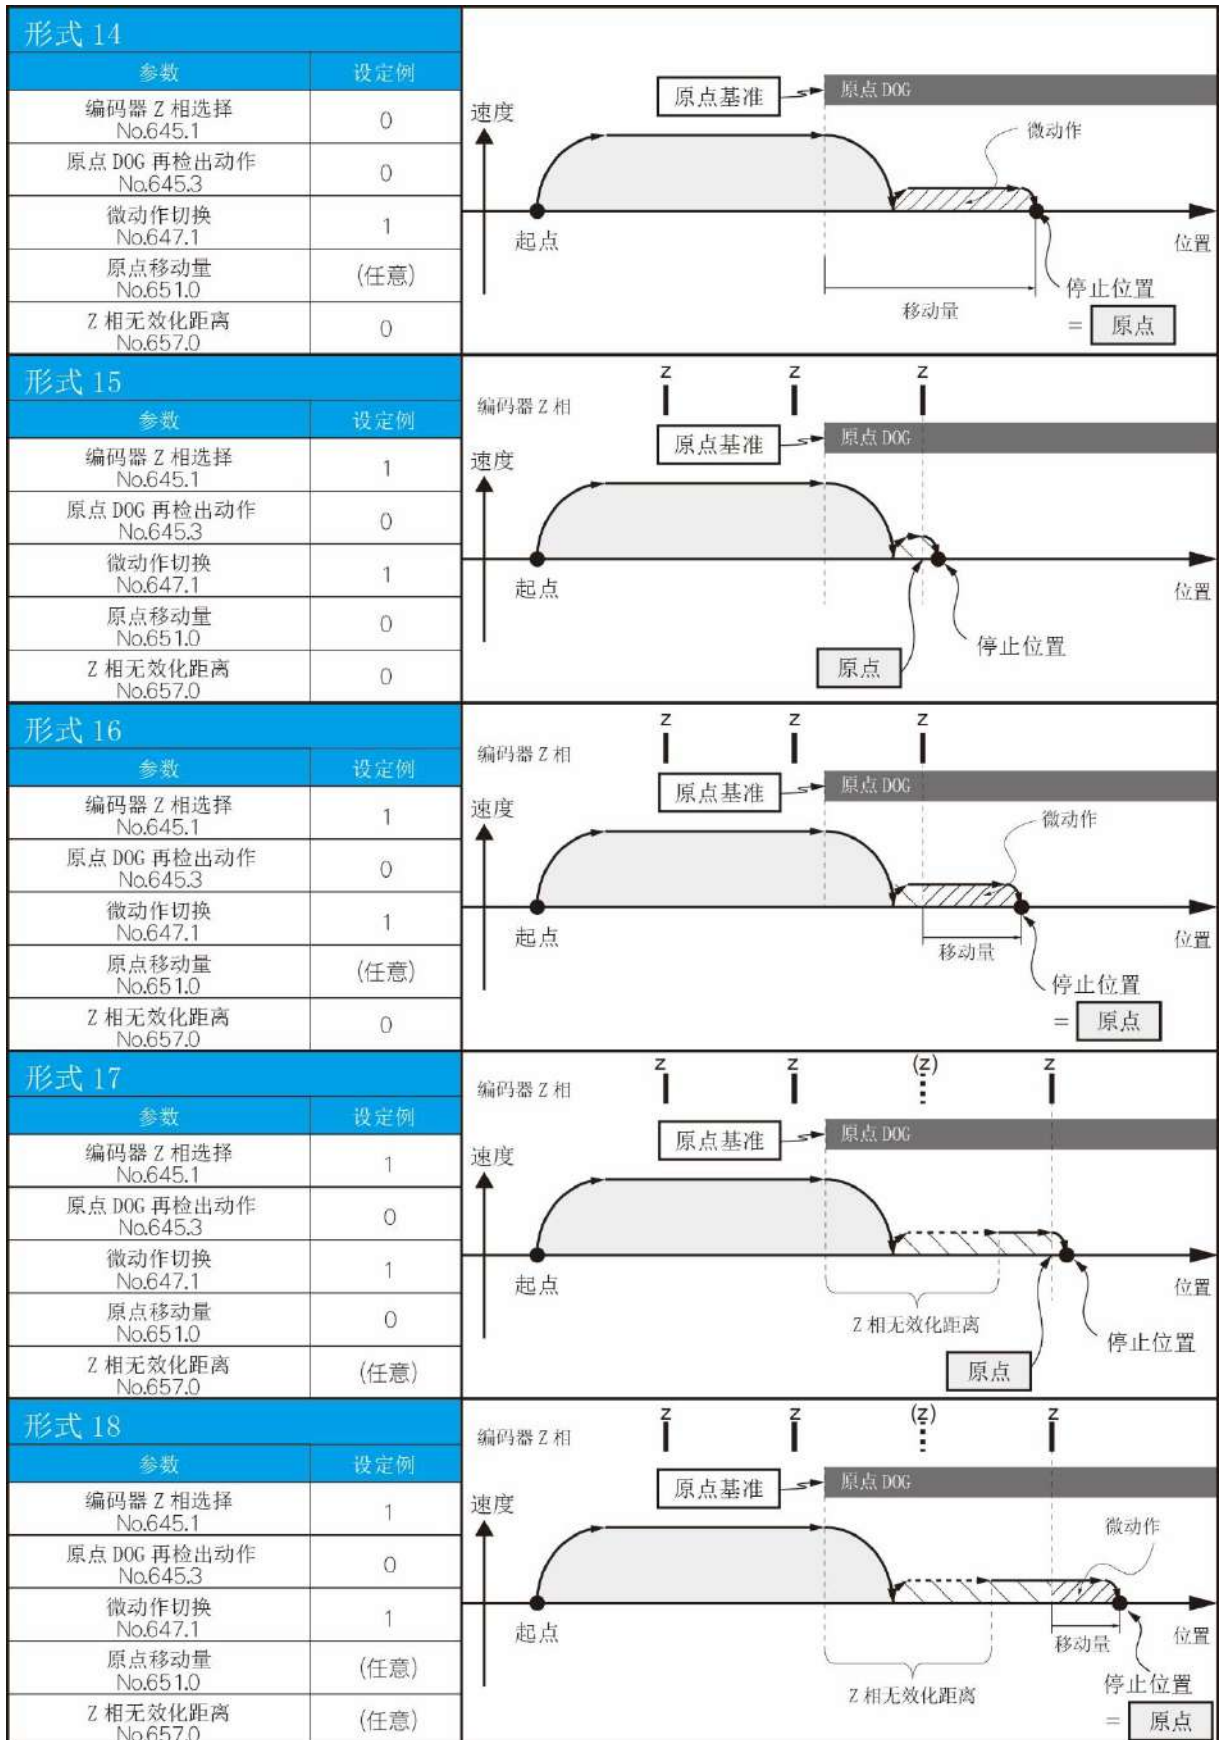 形式 14
参数 设定例
编码器 Z 相选择
No.645.1
0
原点 DOG 再检出动作
No.645.3
0
微动作切换
No.647.1
1
原点移动量
No.651.0
(任意)
Z 相无效化距离
No.657.0
0
原点基准
原点 DOG
速度
微动作
起点
位置
移动量
停止位置
= 原点
形式 15
参数 设定例
编码器 Z 相选择
No.645.1
1
原点 DOG 再检出动作
No.645.3
0
微动作切换
No.647.1
1
原点移动量
No.651.0
0
Z 相无效化距离
No.657.0
0
Z Z Z
编码器 Z 相
原点基准
原点 DOG
速度
起点
位置
停止位置
原点
形式 16
参数 设定例
编码器 Z 相选择
No.645.1
1
原点 DOG 再检出动作
No.645.3
0
微动作切换
No.647.1
1
原点移动量
No.651.0
(任意)
Z 相无效化距离
No.657.0
0
Z Z Z
编码器 Z 相
原点基准
原点 DOG
速度
微动作
起点
位置
移动量
停止位置
= 原点
形式 17
参数 设定例
编码器 Z 相选择
No.645.1
1
原点 DOG 再检出动作
No.645.3
0
微动作切换
No.647.1
1
原点移动量
No.651.0
0
Z 相无效化距离
No.657.0
(任意)
Z Z (Z) Z
编码器 Z 相
原点基准
原点 DOG
速度
起点
位置
Z 相无效化距离
停止位置
原点
形式 18
参数 设定例
编码器 Z 相选择
No.645.1
1
原点 DOG 再检出动作
No.645.3
0
微动作切换
No.647.1
1
原点移动量
No.651.0
(任意)
Z 相无效化距离
No.657.0
(任意)
Z Z (Z) Z
编码器 Z 相
原点基准
原点 DOG
速度
微动作
起点
移动量
位置
Z 相无效化距离
停止位置
= 原点